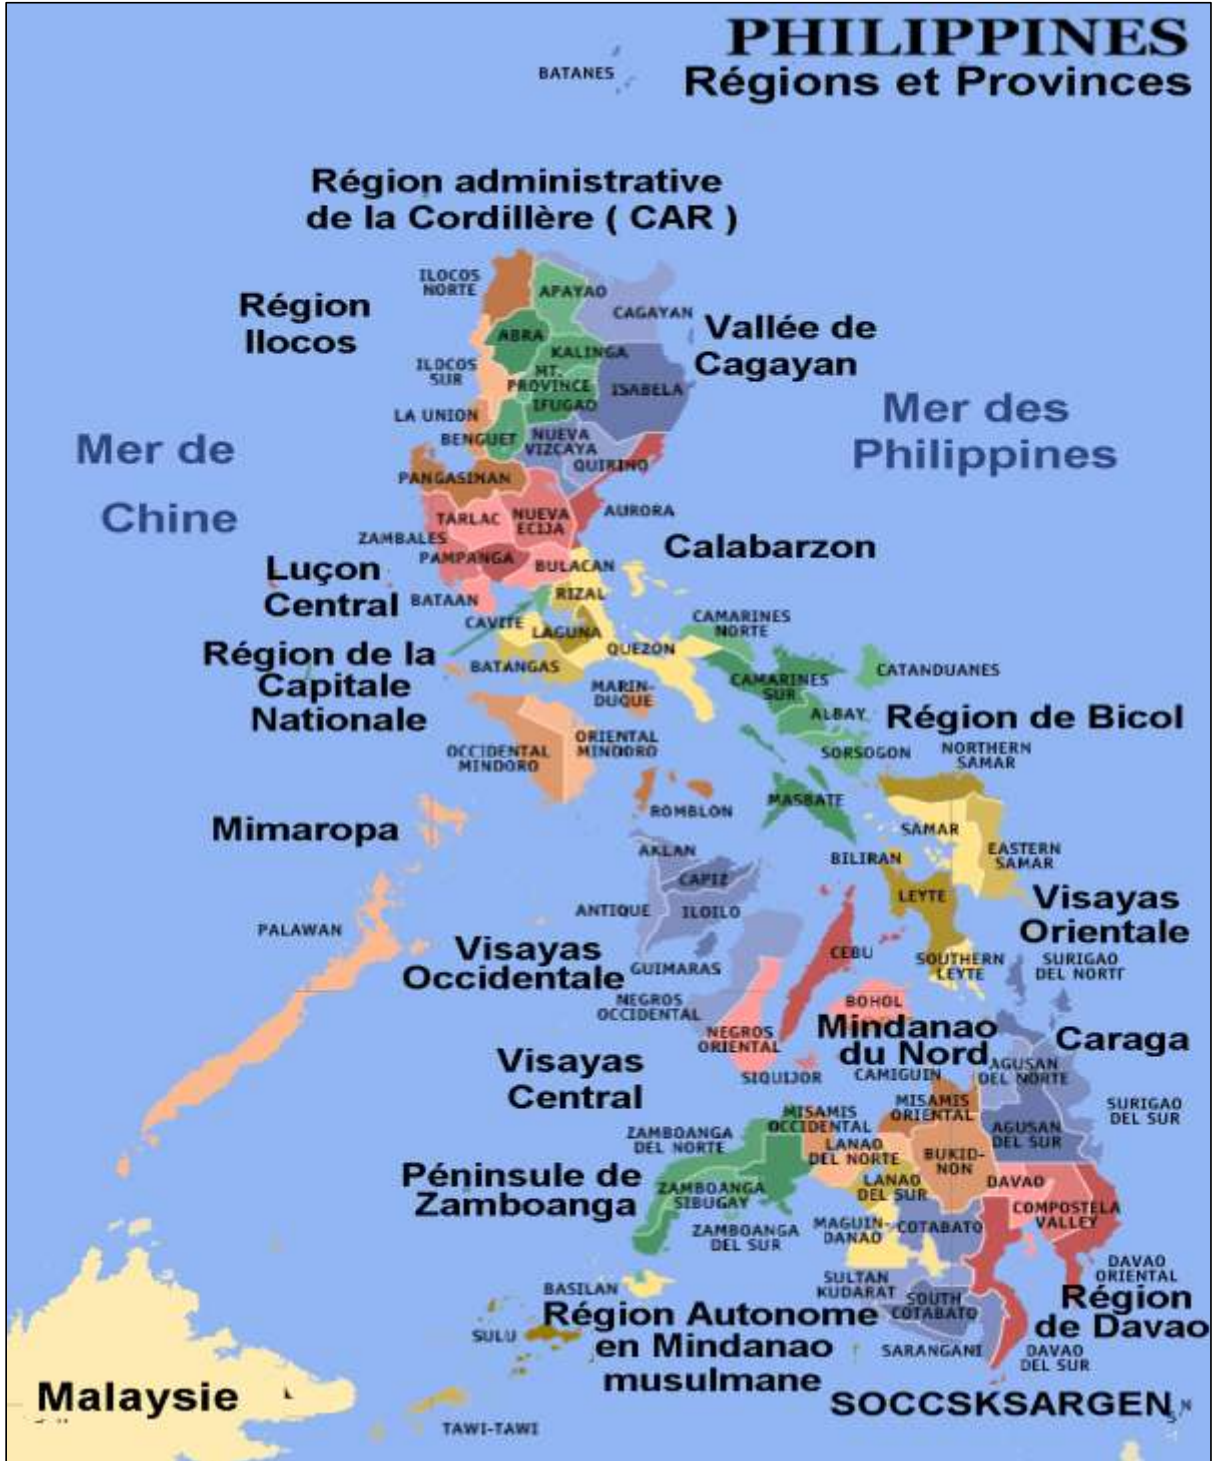 PHILIPPINES
Régions et Provinces
BATANES
Région administrative
de la Cordillère ( CAR )
ILOCOS
NORTE
APAYAO
CAGAYAN
Région
Ilocos
ABRA
Vallée de
Cagayan
KALINGA
ILOCOS
SUR
MT.
PROVINCE
ISABELA
IFUGAO
LA UNION
Mer des
Philippines
BENGUET
NUEVA
VIZCAYA
Mer de
Chine
QUIRINO
PANGASINAN
AURORA
TARLAC
NUEVA
ECIJA
ZAMBALES
Calabarzon
PAMPANGA
BULACAN
Luçon
Central
BATAAN
RIZAL
CAVITE
LAGUNA
CAMARINES
NORTE
Région de la
Capitale
Nationale
QUEZON
BATANGAS
CATANDUANES
CAMARINES
SUR
MARIN-
DUQUE
ALBAY
Région de Bicol
ORIENTAL
MINDORO
OCCIDENTAL
MINDORO
SORSOGON
NORTHERN
SAMAR
ROMBLON
MASBATE
Mimaropa
SAMAR
AKLAN
BILIRAN
EASTERN
SAMAR
CAPIZ
LEYTE
Visayas
Orientale
ANTIQUE
ILOILO
PALAWAN
Visayas
Occidentale
CEBU
SOUTHERN
LEYTE
SURIGAO
DEL NORTE
GUIMARAS
NEGROS
OCCIDENTAL
BOHOL
Mindanao
du Nord
Caraga
NEGROS
ORIENTAL
Visayas
Central
SIQUIJOR
CAMIGUIN
AGUSAN
DEL NORTE
MISAMIS
ORIENTAL
SURIGAO
DEL SUR
MISAMIS
OCCIDENTAL
ZAMBOANGA
DEL NORTE
AGUSAN
DEL SUR
LANAO
DEL NORTE
BUKID-
NON
Péninsule de
Zamboanga
ZAMBOANGA
SIBUGAY
LANAO
DEL SUR
DAVAO
COMPOSTELA
VALLEY
ZAMBOANGA
DEL SUR
MAGUIN-
DANAO
COTABATO
DAVAO
ORIENTAL
BASILAN
SULTAN
KUDARAT
SOUTH
COTABATO
Région
de Davao
Région Autonome
en Mindanao
musulmane
SULU
SARANGANI
DAVAO
DEL SUR
Malaysie
SOCCSKSARGEN
TAWI-TAWI